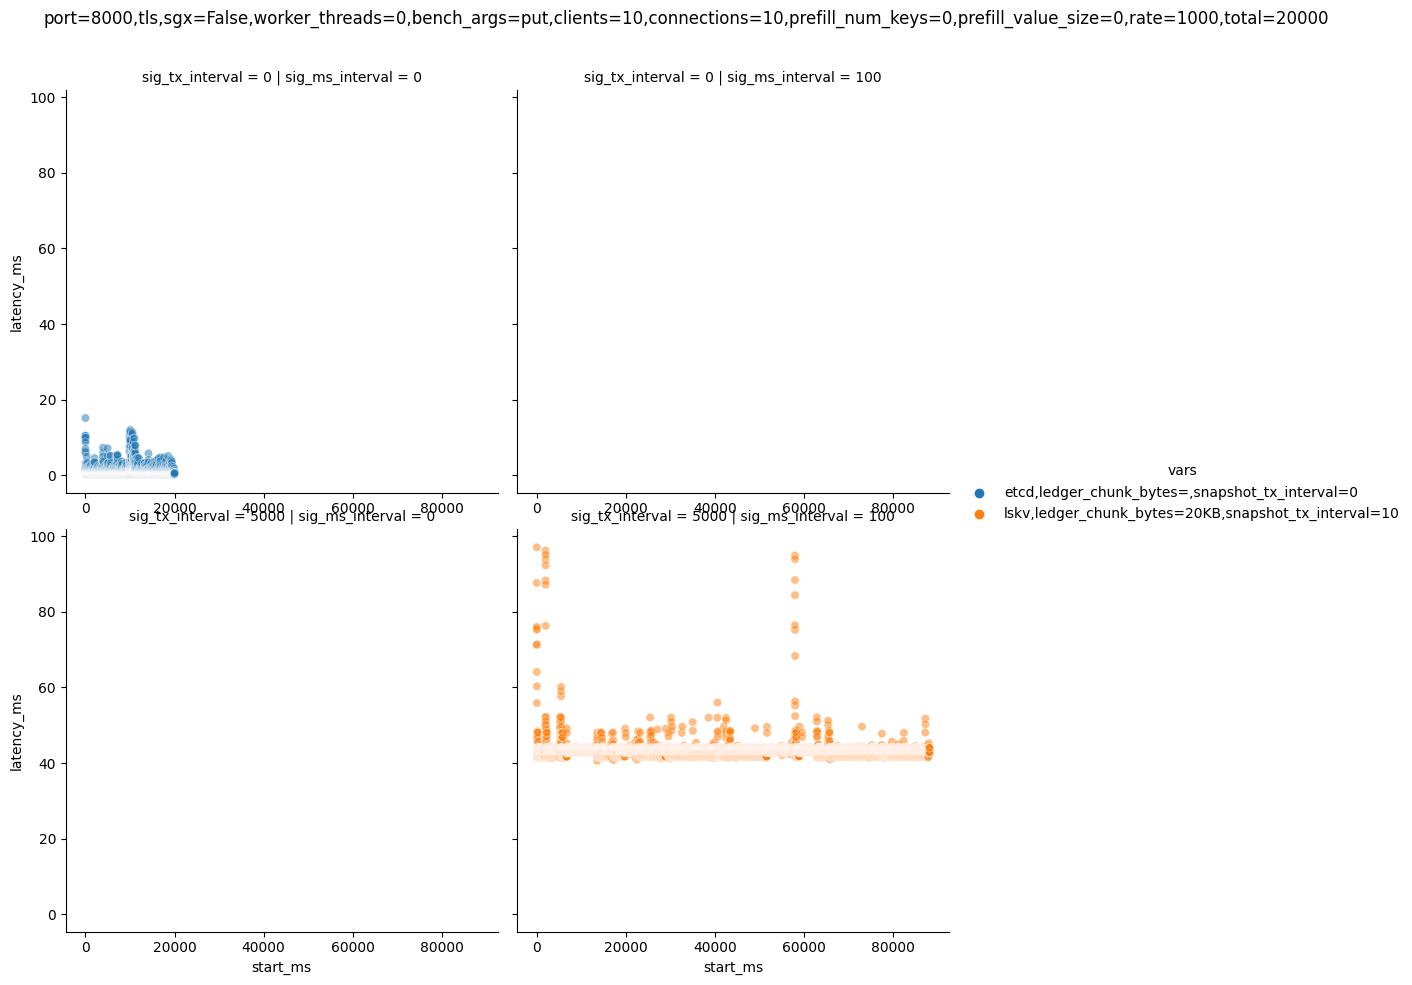 port=8000,tls,sgx=False,worker_threads=0,bench_args=put,clients=10,connections=10,prefill_num_keys=0,prefill_value_size=0,rate=1000,total=20000
sig_tx_interval = 0 | sig_ms_interval = 0
sig_tx_interval = 0 | sig_ms_interval = 100
100
80
60
40
20
0
latency_ms
0 20000 40000 60000 80000
0 20000 40000 60000 80000
vars
etcd,ledger_chunk_bytes=,snapshot_tx_interval=0
lskv,ledger_chunk_bytes=20KB,snapshot_tx_interval=10
sig_tx_interval = 5000 | sig_ms_interval = 0
sig_tx_interval = 5000 | sig_ms_interval = 100
100
80
60
40
20
0
latency_ms
0 20000 40000 60000 80000
0 20000 40000 60000 80000
start_ms
start_ms